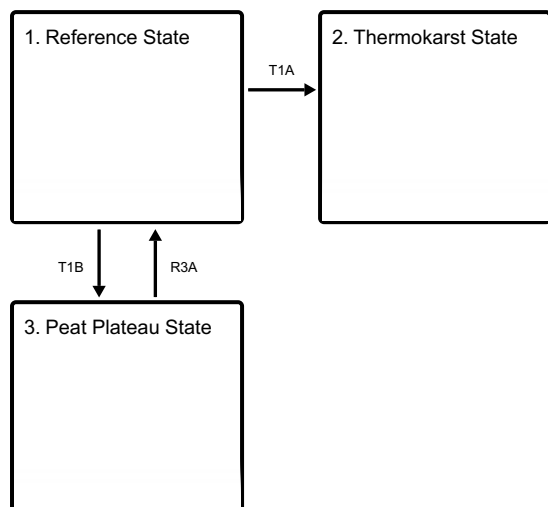 1. Reference State
2. Thermokarst State
T1A
T1B
R3A
3. Peat Plateau State